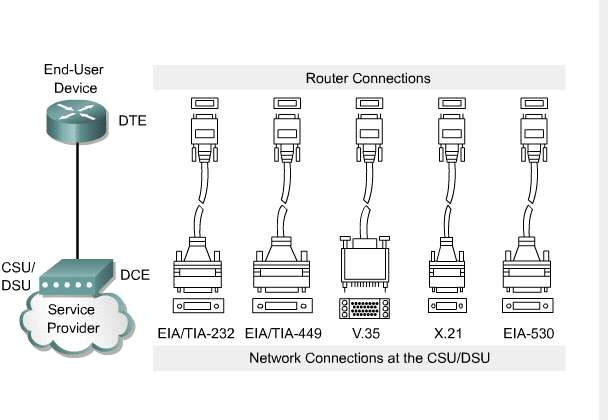 End-User
Device
Router Connections
DTE
CSU/
DSU
DCE
Service
Provider
EIA/TIA-232 EIA/TIA-449 V.35 X.21 EIA-530
Network Connections at the CSU/DSU